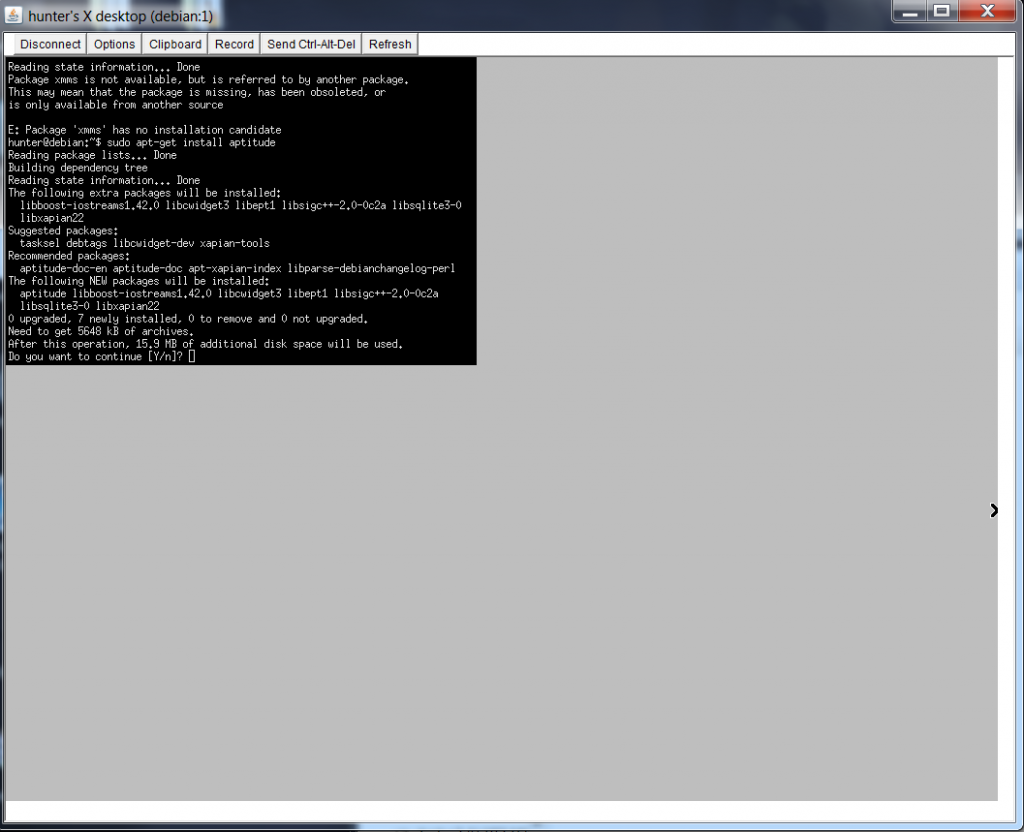 hunter's X desktop (debian:1)
Disconnect Options Clipboard Record Send Ctrl-Alt-Del Refresh
Reading state information... Done
Package xmms is not available, but is referred to by another package.
This may mean that the package is missing, has been obsoleted, or
is only available from another source
E: Package 'xmms' has no installation candidate
hunter@debian:~$ sudo apt-get install aptitude
Reading package lists... Done
Building dependency tree
Reading state information... Done
The following extra packages will be installed:
libboost-iostreams1.42.0 libcwidget3 libept1 libsigc++-2.0-0c2a libsqlite3-0
libxapian22
Suggested packages:
tasksel debtags libcwidget-dev xapian-tools
Recommended packages:
aptitude-doc-en aptitude-doc apt-xapian-index libparse-debianchangelog-perl
The following NEW packages will be installed:
aptitude libboost-iostreams1.42.0 libcwidget3 libept1 libsigc++-2.0-0c2a
libsqlite3-0 libxapian22
0 upgraded, 7 newly installed, 0 to remove and 0 not upgraded.
Need to get 5648 kB of archives.
After this operation, 15.9 MB of additional disk space will be used.
Do you want to continue [Y/n]?